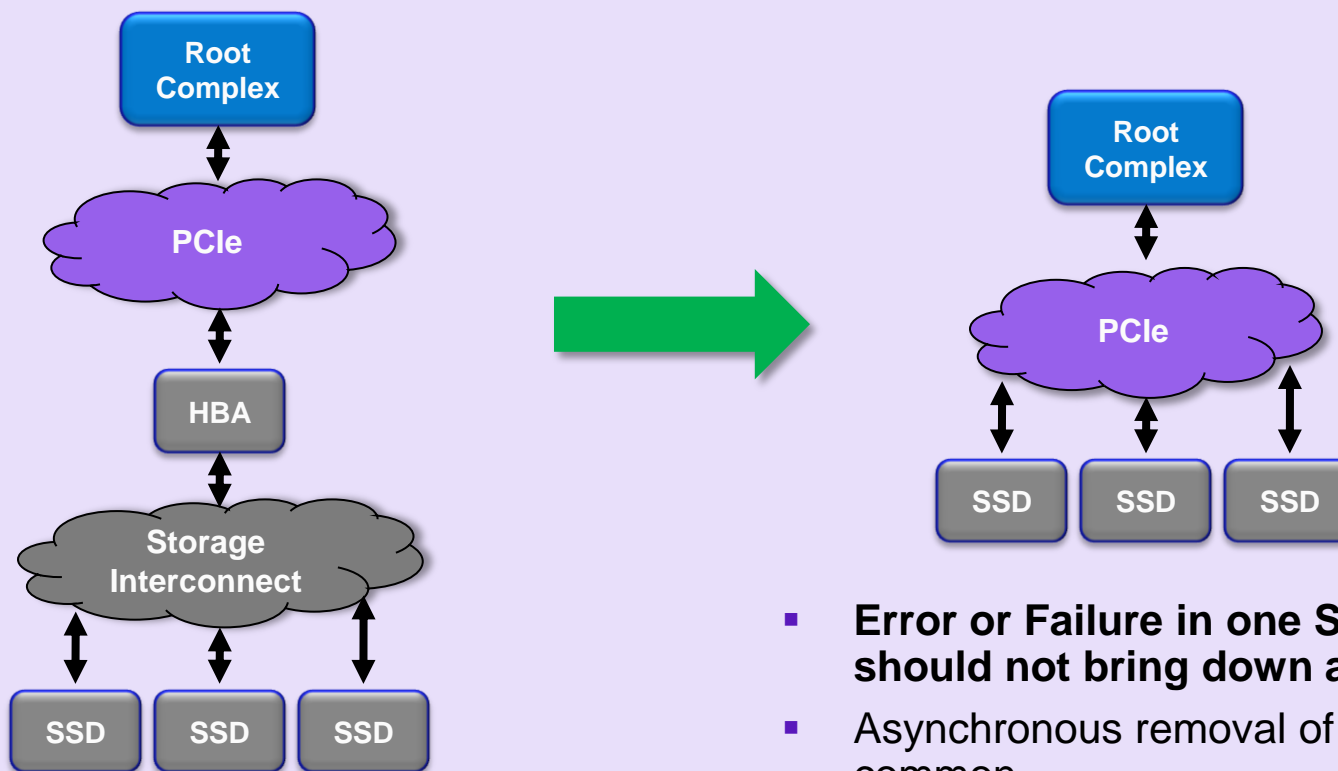 Root
Complex
PCIe
HBA
Storage
Interconnect
SSD SSD SSD
Root
Complex
PCIe
SSD SSD SSD
▪ Error or Failure in one
should not bring down
▪ Asynchronous removal of
common